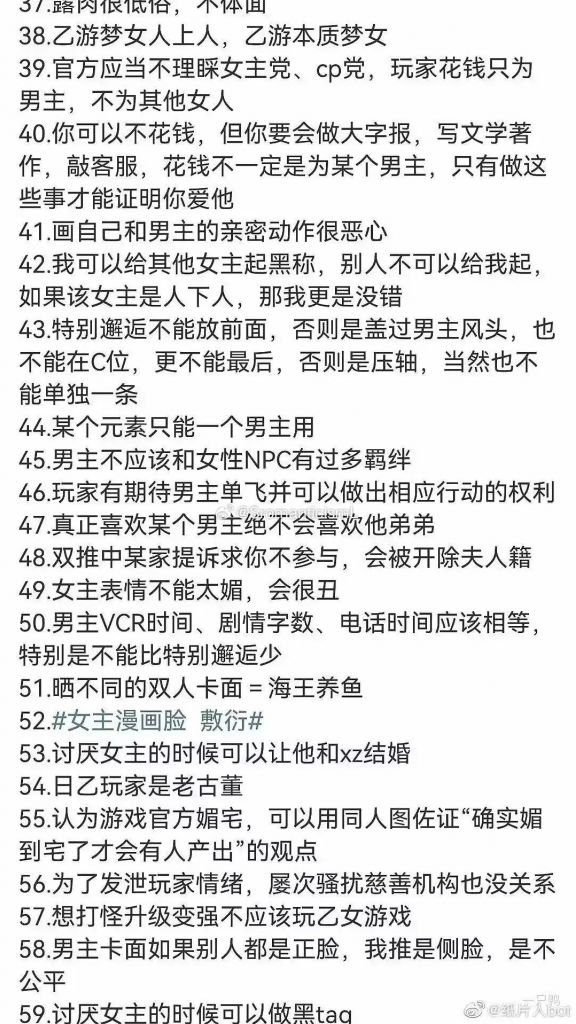 37.露肉很低俗，不体面
38.乙游梦女人上人，乙游本质梦女
39.官方应当不理睬女主党、cp党，玩家花钱只为
男主，不为其他女人
40.你可以不花钱，但你要会做大字报，写文学著
作，敲客服，花钱不一定是为某个男主，只有做这
些事才能证明你爱他
41.画自己和男主的亲密动作很恶心
42.我可以给其他女主起黑称，别人不可以给我起，
如果该女主是人下人，那我更是没错
43.特别邂逅不能放前面，否则是盖过男主风头，也
不能在C位，更不能最后，否则是压轴，当然也不
能单独一条
44.某个元素只能一个男主用
45.男主不应该和女性NPC有过多羁绊
46.玩家有期待男主单飞并可以做出相应行动的权利
47.真正喜欢某个男主绝不会喜欢他弟弟
48.双推中某家提诉求你不参与，会被开除夫人籍
49.女主表情不能太媚，会很丑
50.男主VCR时间、剧情字数、电话时间应该相等，
特别是不能比特别邂逅少
51.晒不同的双人卡面＝海王养鱼
52.#女主漫画脸 敷衍#
53.讨厌女主的时候可以让他和xz结婚
54.日乙玩家是老古董
55.认为游戏官方媚宅，可以用同人图佐证“确实媚
到宅了才会有人产出”的观点
56.为了发泄玩家情绪，屡次骚扰慈善机构也没关系
57.想打怪升级变强不应该玩乙女游戏
58.男主卡面如果别人都是正脸，我推是侧脸，是不
公平
59.讨厌女主的时候可以做黑tag
@纸片人bot